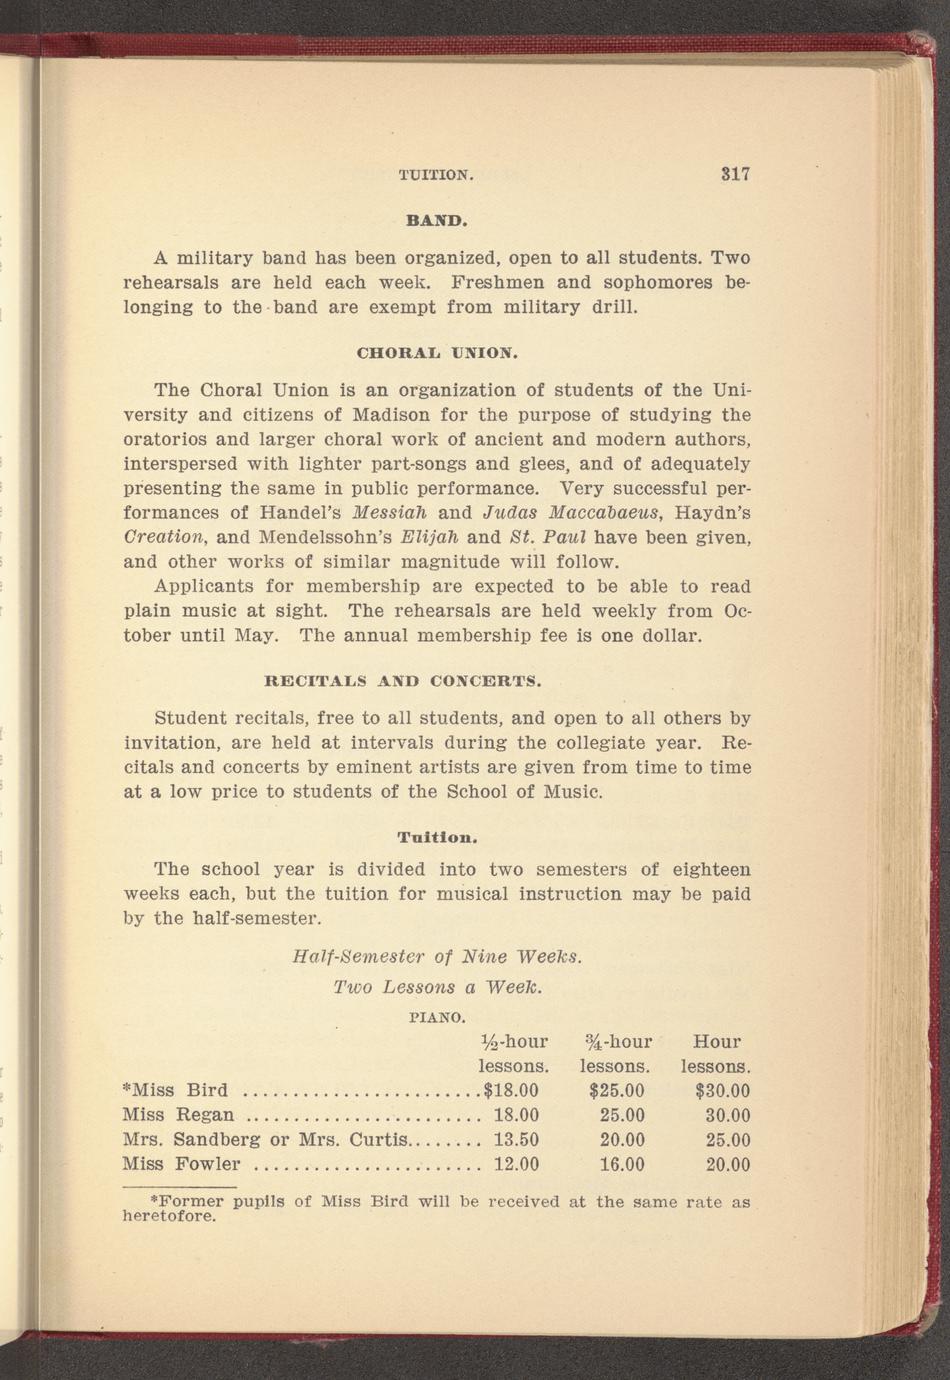 TUITION. 317
BAND.
A military band has been organized, open to all students. Two
rehearsals are held each week. Freshmen and sophomores be-
longing to the band are exempt from military drill.
CHORAL UNION.
The Choral Union is an organization of students of the Uni-
versity and citizens of Madison for the purpose of studying the
oratorios and larger choral work of ancient and modern authors,
interspersed with lighter part-songs and glees, and of adequately
presenting the same in public performance. Very successful per-
formances of Handel's Messiah and Judas Maccabaeus, Haydn's
Creation, and Mendelssohn's Elijah and St. Paul have been given,
and other works of similar magnitude will follow.
Applicants for membership are expected to be able to read
plain music at sight. The rehearsals are held weekly from Oc-
tober until May. The annual membership fee is one dollar.
RECITALS AND CONCERTS.
Student recitals, free to all students, and open to all others by
invitation, are held at intervals during the collegiate year. Re-
citals and concerts by eminent artists are given from time to time
at a low price to students of the School of Music.
Tuition.
The school year is divided into two semesters of eighteen
weeks each, but the tuition for musical instruction may be paid
by the half-semester.
Half-Semester of Nine Weeks.
Two Lessons a Week.
PIANO.
½-hour ¾-hour Hour
lessons. lessons. lessons.
*Miss Bird ........................$18.00 $25.00 $30.00
Miss Regan ........................ 18.00 25.00 30.00
Mrs. Sandberg or Mrs. Curtis........ 13.50 20.00 25.00
Miss Fowler ....................... 12.00 16.00 20.00
*Former pupils of Miss Bird will be received at the same rate as
heretofore.